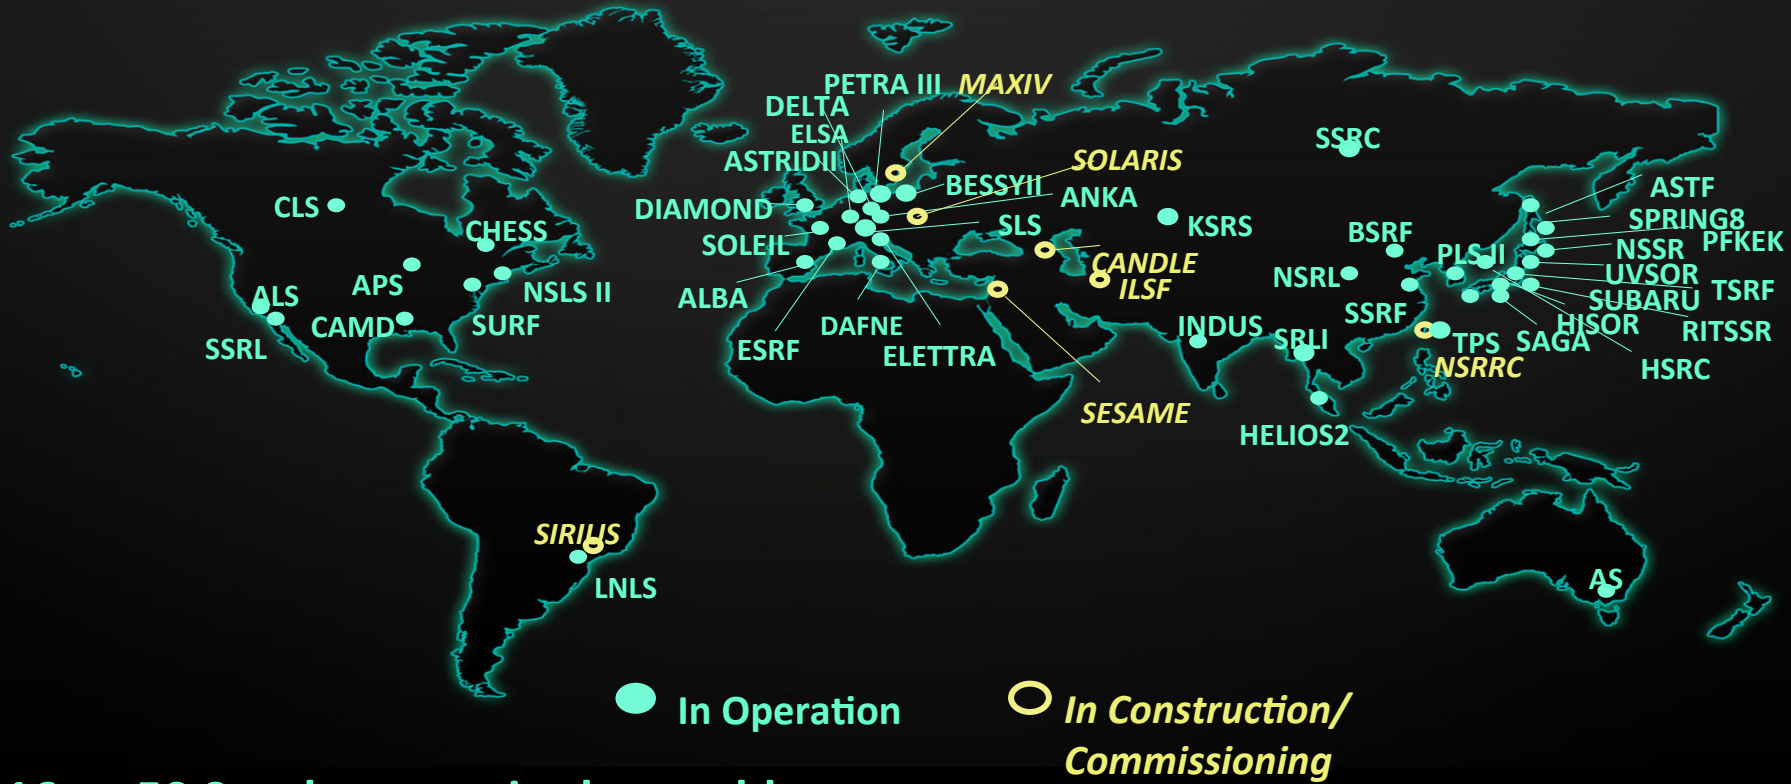 PETRA III
MAXIV
DELTA
ELSA
ASTRIDII
SOLARIS
BESSYII
ANKA
DIAMOND
SLS
SOLEIL
ALBA
CANDLE
ILSF
ESRF
DAFNE
ELETTRA
SESAME
CLS
CHESS
APS
NSLS II
ALS
SSRL
CAMD
SURF
SIRIUS
LNLS
SSRC
KSRS
BSRF
PLS II
NSRL
SSRF
INDUS
SRLI
HELIOS2
TPS
NSRRC
ASTF
SPRING8
PFKEK
NSSR
UVSOR
TSRF
SUBARU
HISOR
RITSSR
SAGA
HSRC
AS
In Operation
In Construction/
Commissioning